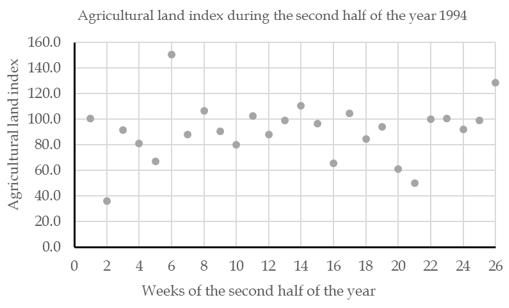 Agricultural land index during the second half of the year 1994
160.0
140.0
120.0
100.0
80.0
60.0
40.0
20.0
0.0
Agricultural land index
0 2 4 6 8 10 12 14 16 18 20 22 24 26
Weeks of the second half of the year